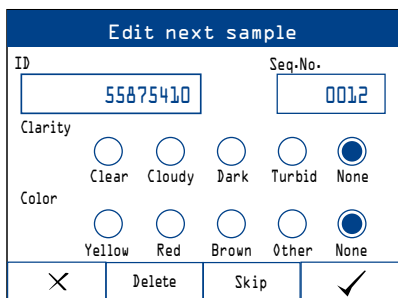 Edit next sample
ID Seq.No.
55875410 0012
Clarity
Clear Cloudy Dark Turbid None
Color
Yellow Red Brown Other None
Delete Skip